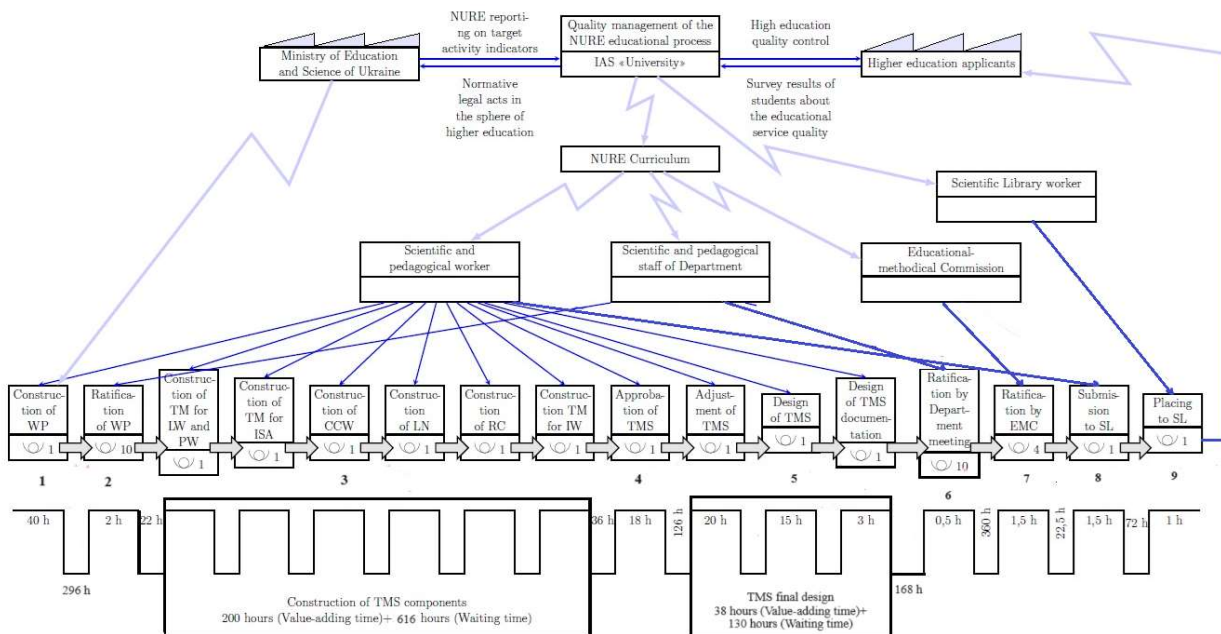 NURE reporti-
ng on target
activity indicators
Quality management of the
NURE educational process
IAS «University»
High education
quality control
Ministry of Education
and Science of Ukraine
Higher education applicants
Normative
legal acts in
the sphere of
higher education
Survey results of
students about
the educational
service quality
NURE Curriculum
Scientific Library worker
Scientific and
pedagogical worker
Scientific and pedagogical
staff of Department
Educational-
methodical Commission
Construc-
tion of
WP
1
Ratifica-
tion
of WP
10
Construc-
tion
of TM for
LW and
PW
1
Construc-
tion of
TM for
ISA
1
Construc-
tion of
CCW
1
Construc-
tion
of LN
1
Construc-
tion
of RC
1
Construc-
tion TM
for IW
1
Approba-
tion of
TMS
1
Adjust-
ment of
TMS
1
Design
of TMS
1
Design
of TMS
documen-
tation
1
Ratifica-
tion
by Depar-
tment
meeting
10
Ratifica-
tion by
EMC
4
Submis-
sion
to SL
1
Placing
to SL
1
1
2
3
4
5
6
7
8
9
40 h
296 h
2 h
22 h
36 h
18 h
126 h
20 h
15 h
3 h
168 h
0,5 h
360 h
1,5 h
22,5 h
1,5 h
72 h
1 h
Construction of TMS components
200 hours (Value-adding time)+ 616 hours (Waiting time)
TMS final design
38 hours (Value-adding time)+
130 hours (Waiting time)